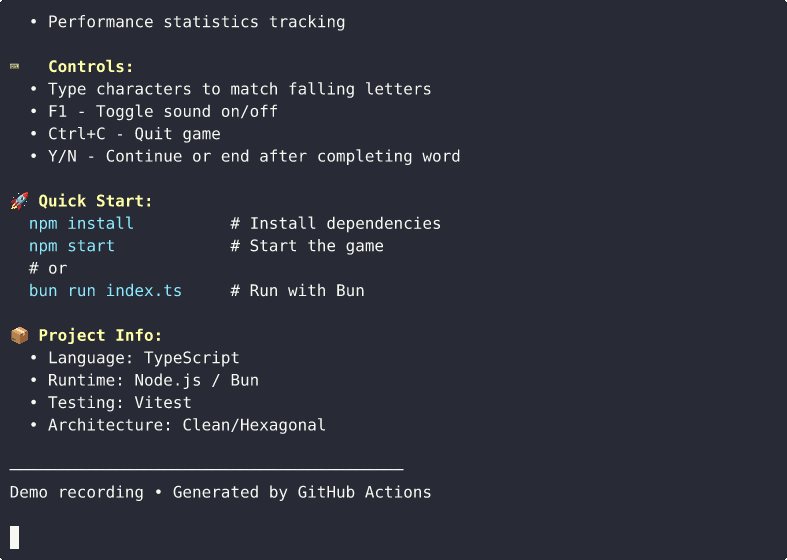 • Performance statistics tracking
⌨ Controls:
• Type characters to match falling letters
• F1 - Toggle sound on/off
• Ctrl+C - Quit game
• Y/N - Continue or end after completing word
🚀 Quick Start:
npm install # Install dependencies
npm start # Start the game
# or
bun run index.ts # Run with Bun
📦 Project Info:
• Language: TypeScript
• Runtime: Node.js / Bun
• Testing: Vitest
• Architecture: Clean/Hexagonal
─────────────────────────────────────────
Demo recording • Generated by GitHub Actions